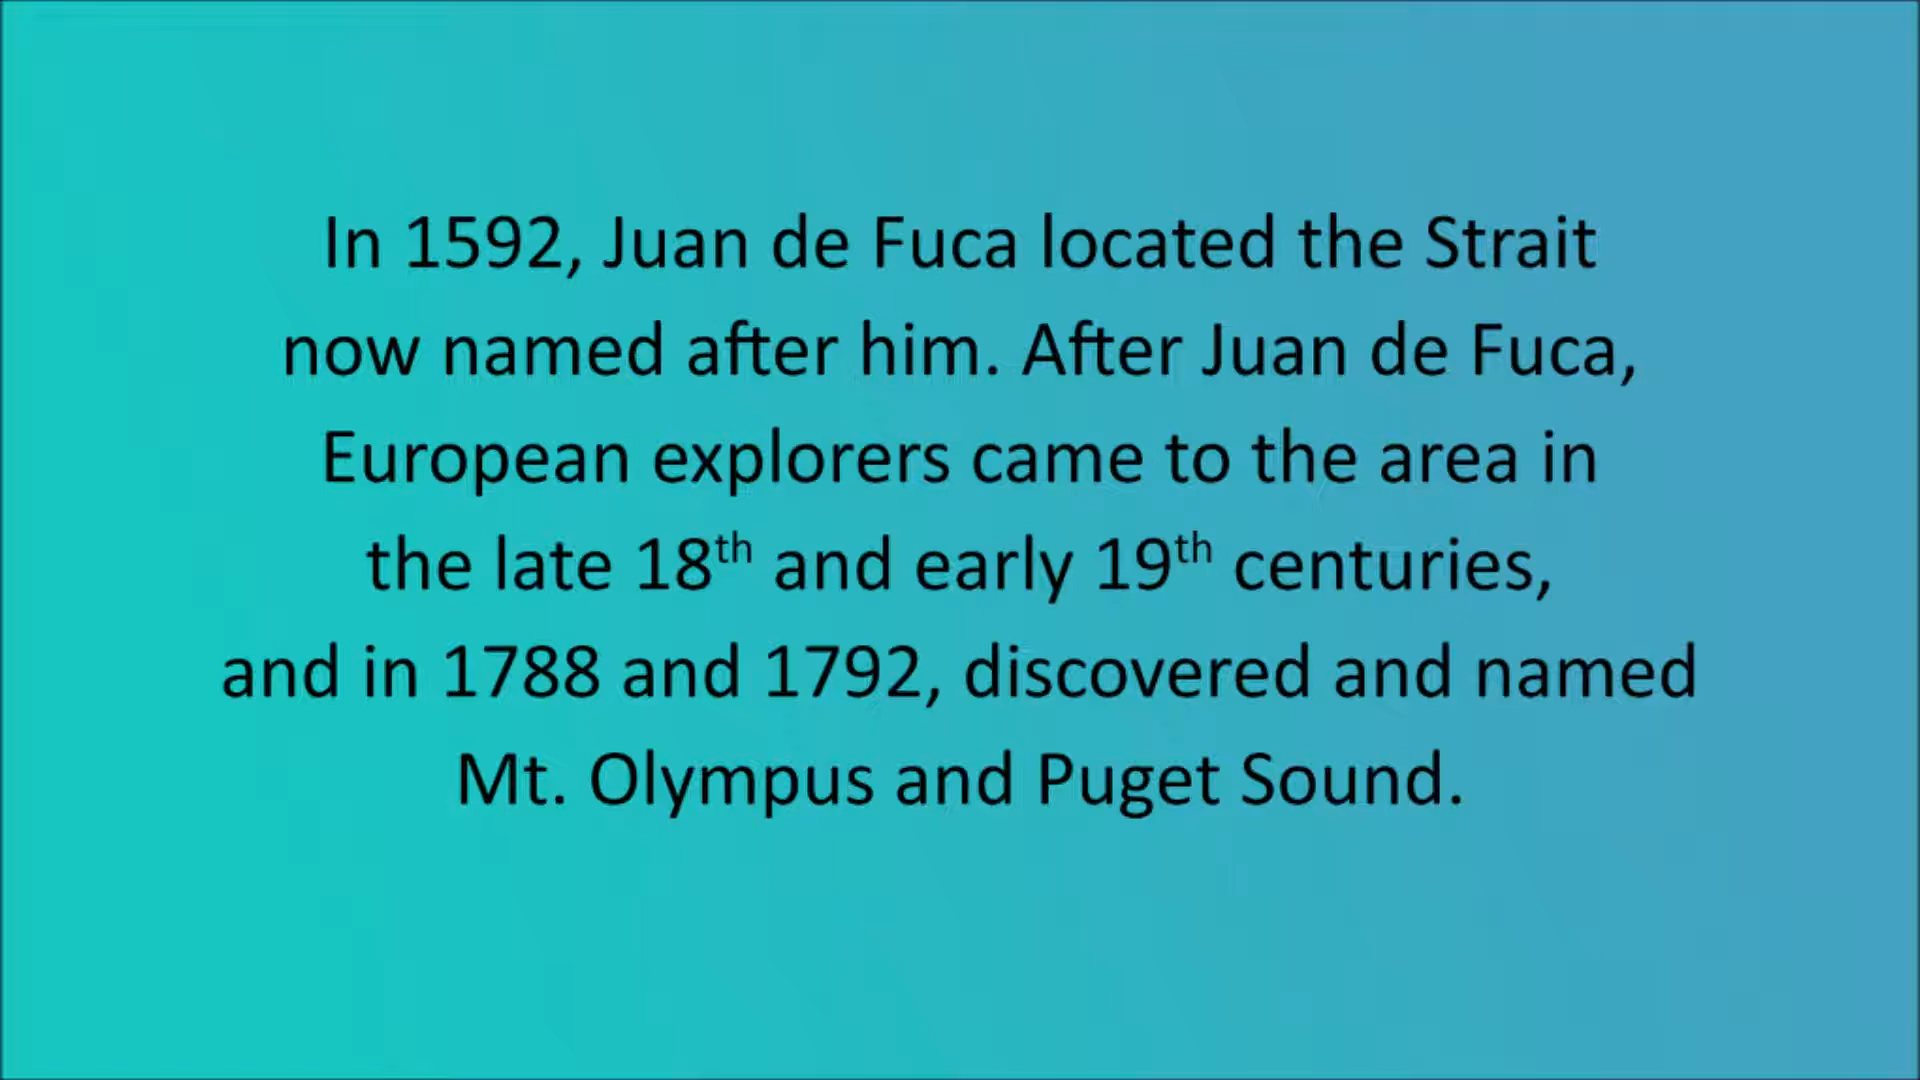 In 1592, Juan de Fuca located the Strait
now named after him. After Juan de Fuca,
European explorers came to the area in
the late 18th and early 19th centuries,
and in 1788 and 1792, discovered and named
Mt. Olympus and Puget Sound.